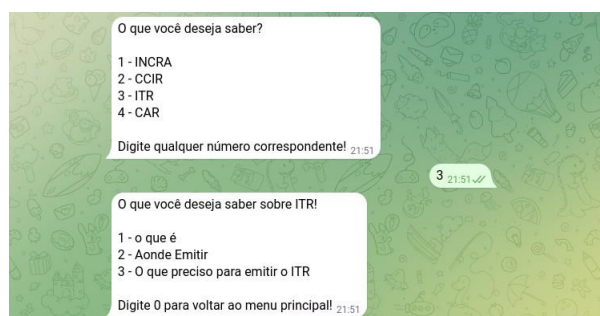 O que você deseja saber?
1 - INCRA
2 - CCIR
3 - ITR
4 - CAR
Digite qualquer número correspondente! 21:51
3 21:51
O que você deseja saber sobre ITR!
1 - o que é
2 - Aonde Emitir
3 - O que preciso para emitir o ITR
Digite 0 para voltar ao menu principal! 21:51